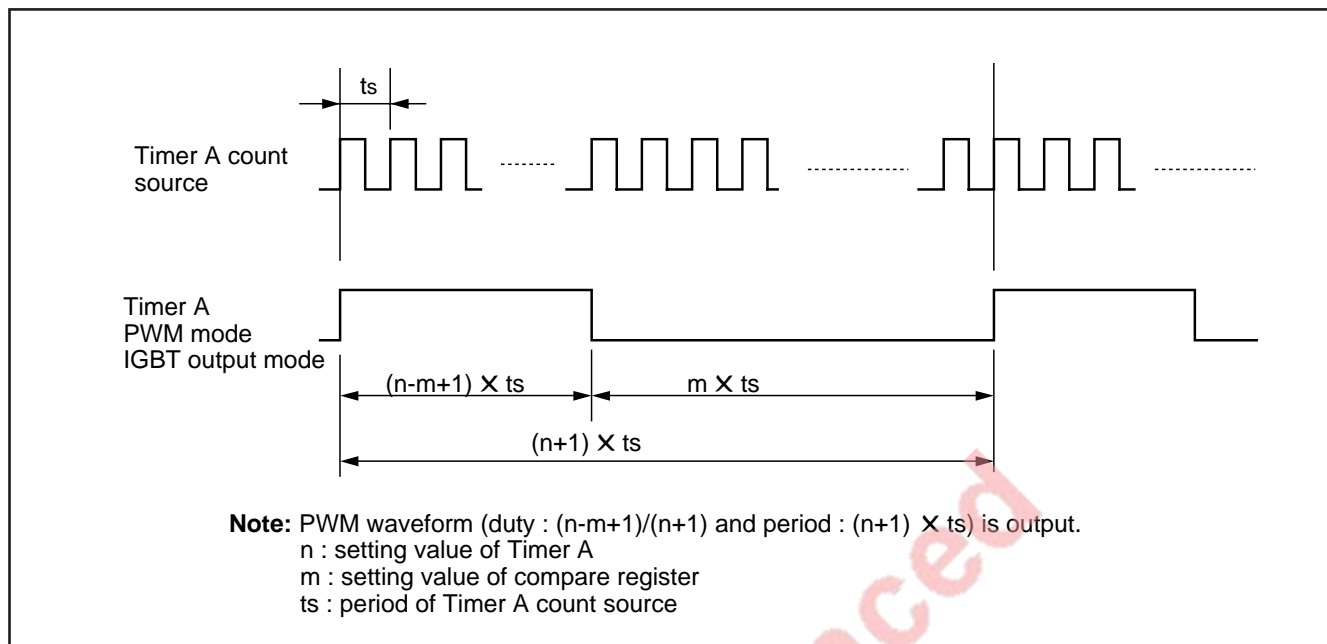 ts
Timer A count
source
Timer A
PWM mode
IGBT output mode
(n-m+1) × ts
m × ts
(n+1) × ts
Note: PWM waveform (duty : (n-m+1)/(n+1) and period : (n+1) × ts) is output.
n : setting value of Timer A
m : setting value of compare register
ts : period of Timer A count source
nced